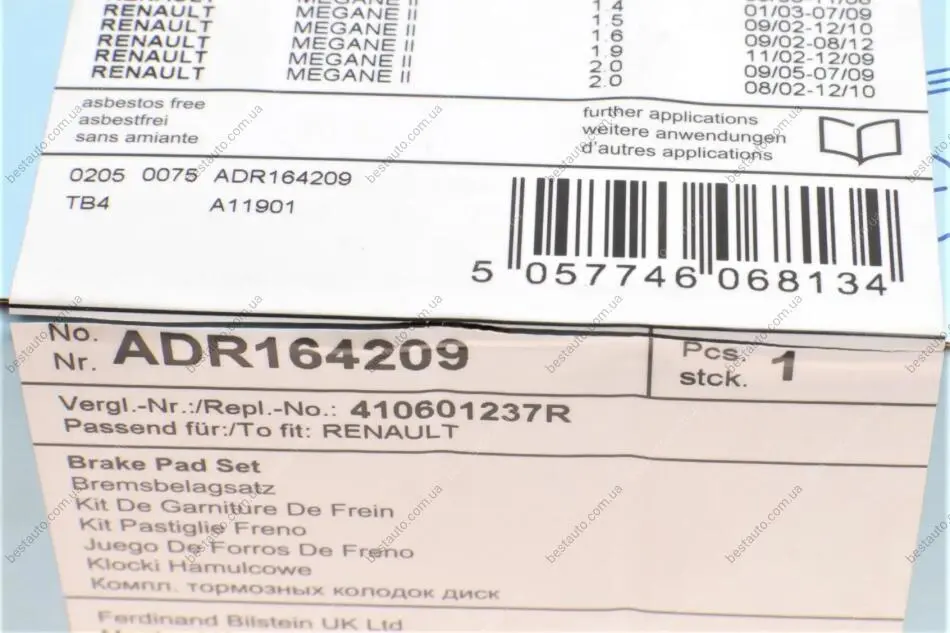 RENAULT MEGANE II 1.4 01/03-07/09
RENAULT MEGANE II 1.5 09/02-12/10
RENAULT MEGANE II 1.6 09/02-08/12
RENAULT MEGANE II 1.9 11/02-12/09
RENAULT MEGANE II 2.0 09/05-07/09
RENAULT MEGANE II 2.0 08/02-12/10
asbestos free
asbestfrei
sans amiante
further applications
weitere anwendungen
d'autres applications
0205 0075 ADR164209
TB4 A11901
5 057746 068134
No.
Nr. ADR164209
Pcs.
stck. 1
Vergl.-Nr.:/Repl.-No.: 410601237R
Passend für:/To fit: RENAULT
Brake Pad Set
Bremsbelagsatz
Kit De Garniture De Frein
Kit Pastiglie Freno
Juego De Forros De Freno
Klocki Hamulcowe
Компл. тормозных колодок диск
Ferdinand Bilstein UK Ltd
bestauto.com.ua